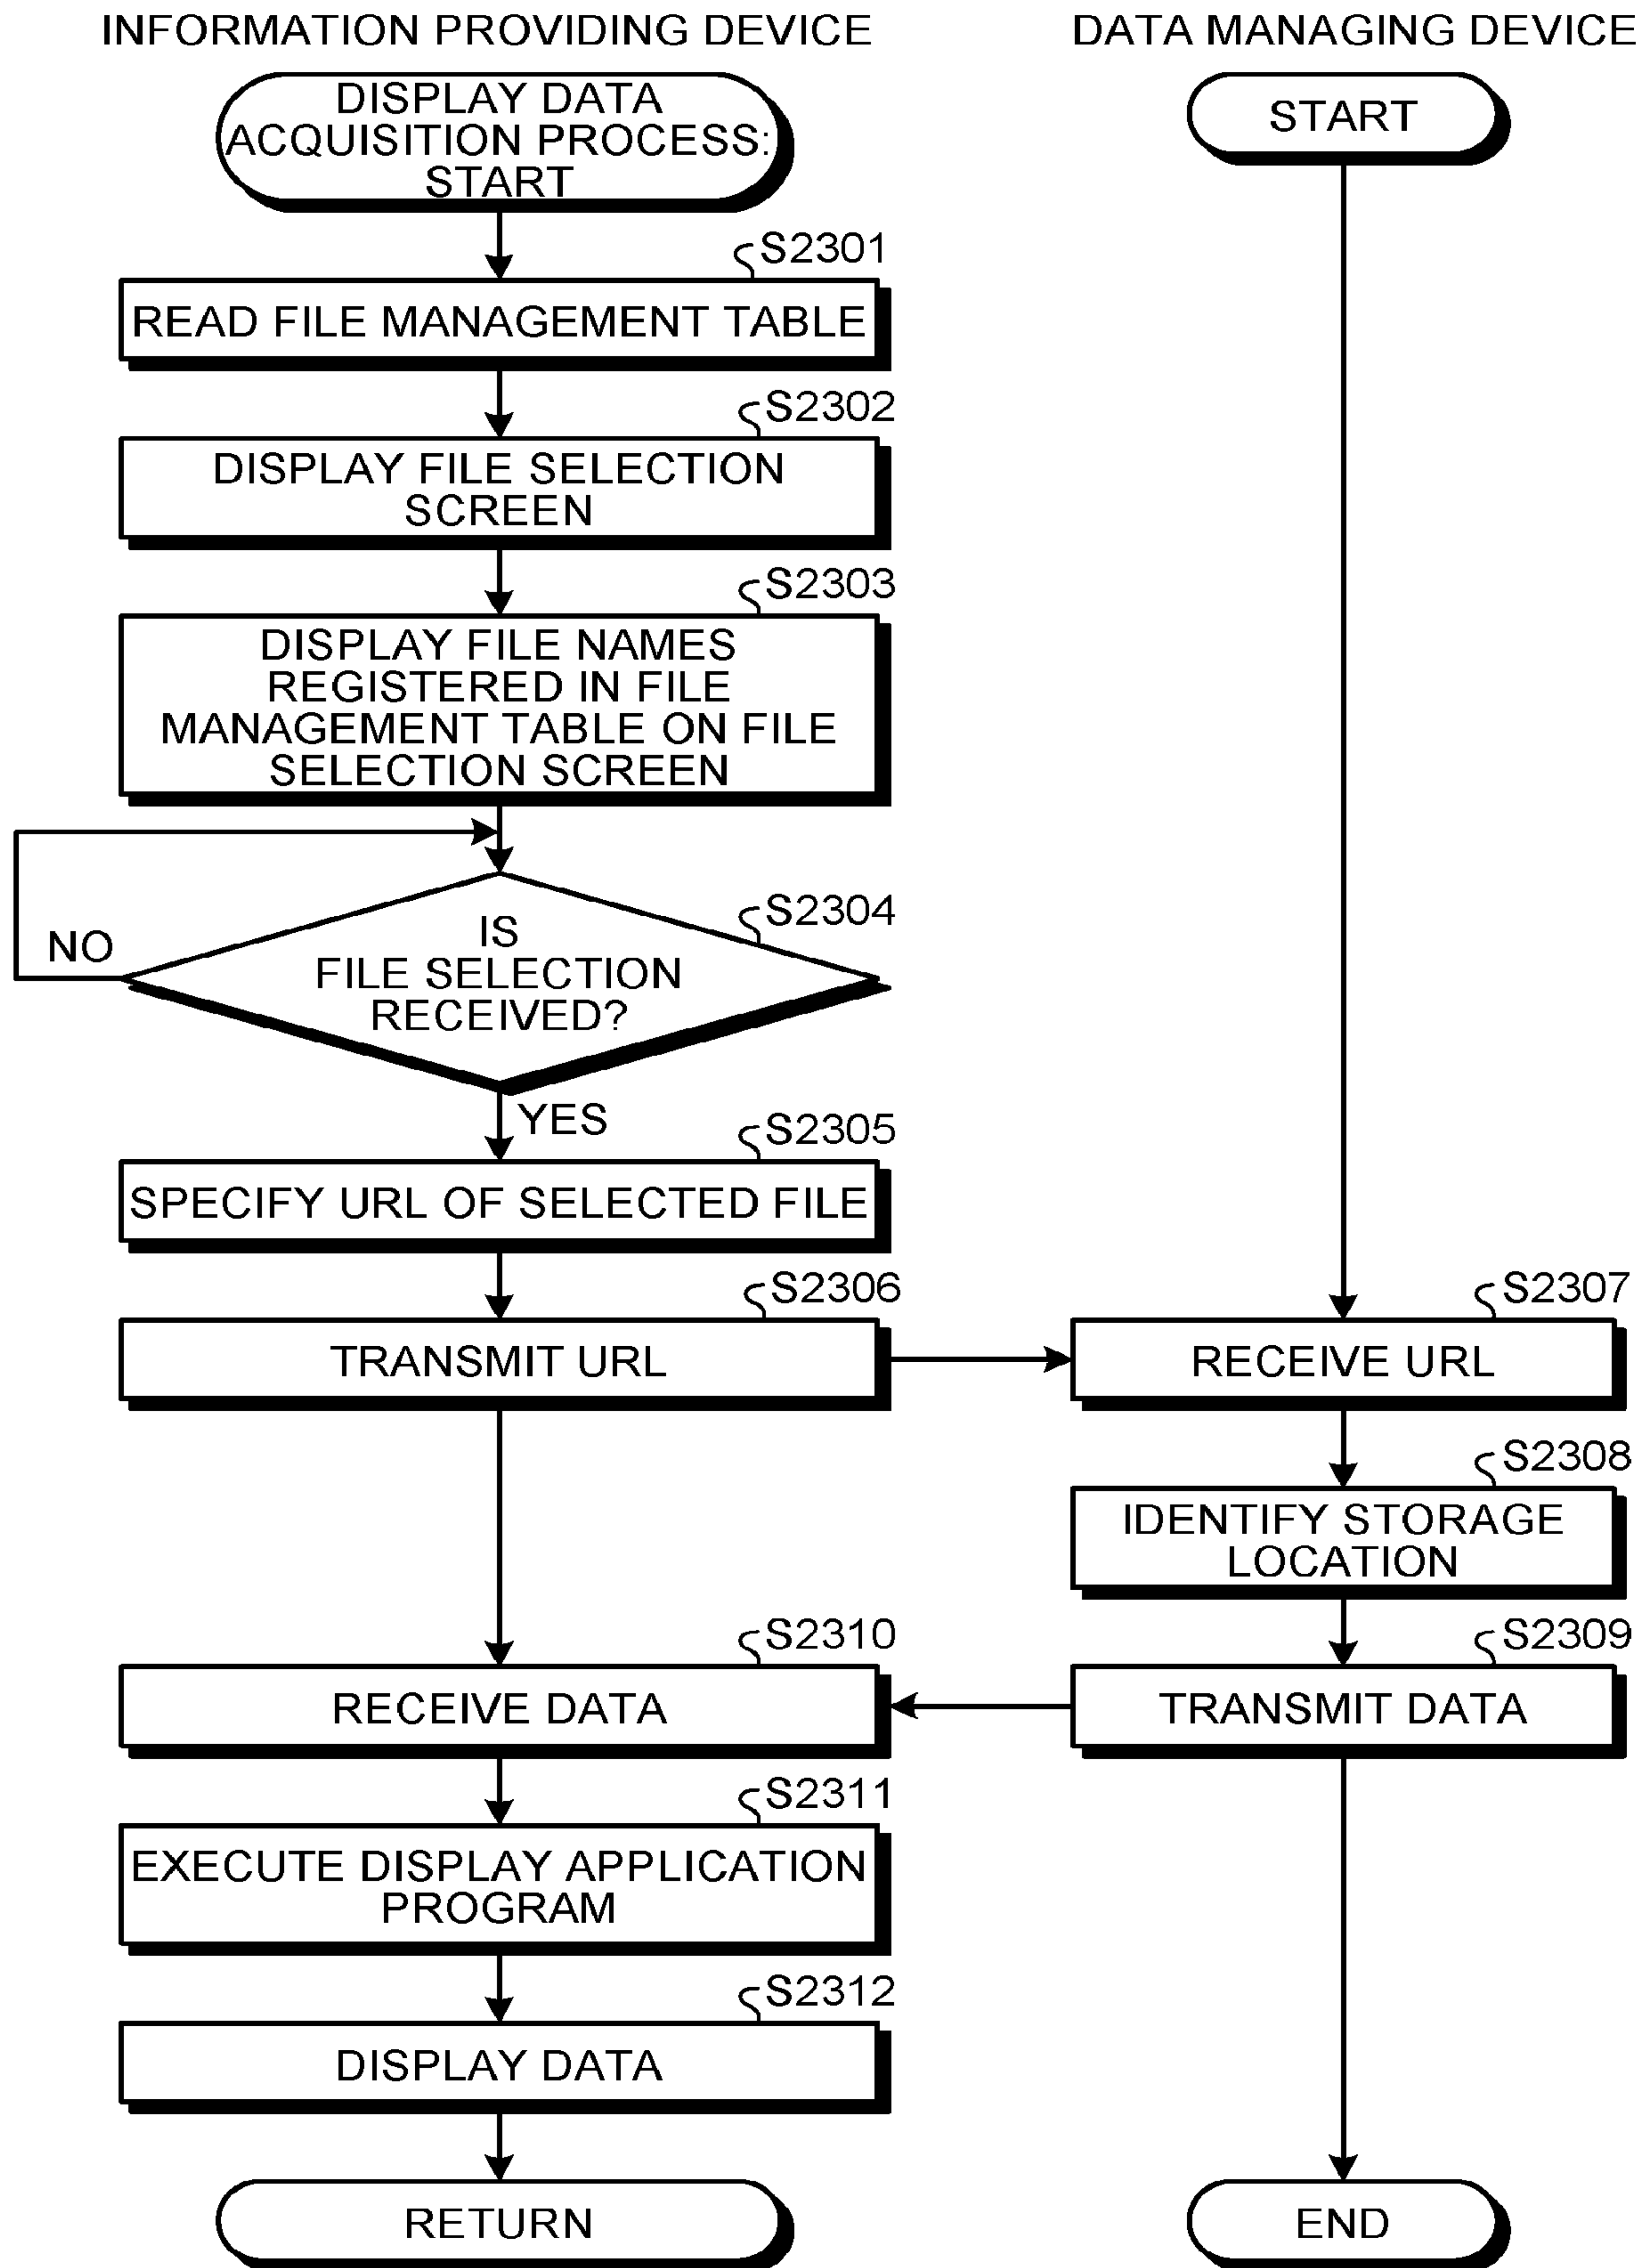 INFORMATION PROVIDING DEVICE
DATA MANAGING DEVICE
DISPLAY DATA
ACQUISITION PROCESS:
START
START
S2301
READ FILE MANAGEMENT TABLE
S2302
DISPLAY FILE SELECTION
SCREEN
S2303
DISPLAY FILE NAMES
REGISTERED IN FILE
MANAGEMENT TABLE ON FILE
SELECTION SCREEN
S2304
NO
IS
FILE SELECTION
RECEIVED?
YES
S2305
SPECIFY URL OF SELECTED FILE
S2306
TRANSMIT URL
S2307
RECEIVE URL
S2308
IDENTIFY STORAGE
LOCATION
S2309
TRANSMIT DATA
S2310
RECEIVE DATA
S2311
EXECUTE DISPLAY APPLICATION
PROGRAM
S2312
DISPLAY DATA
RETURN
END